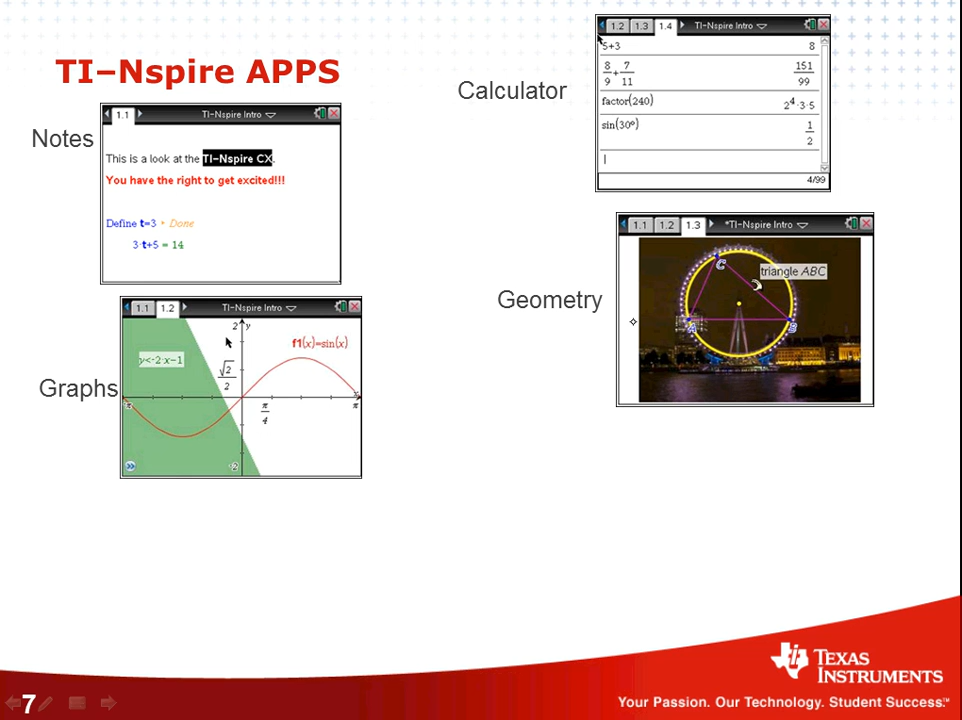 TI–Nspire APPS
Notes
1.1 TI-Nspire Intro
This is a look at the TI-Nspire CX.
You have the right to get excited!!!
Define t=3 • Done
3·t+5 = 14
Graphs
1.1 1.2 TI-Nspire Intro
2 y
y<-2·x-1
f1(x)=sin(x)
√2
2
x
-π
π
4
π
-2
Calculator
1.2 1.3 1.4 TI-Nspire Intro
5+3 8
8/9+7/11 151/99
factor(240) 2⁴·3·5
sin(30°) 1/2
4/99
Geometry
1.1 1.2 1.3 *TI-Nspire Intro
C
triangle ABC
A B
TEXAS
INSTRUMENTS
Your Passion. Our Technology. Student Success.™
7